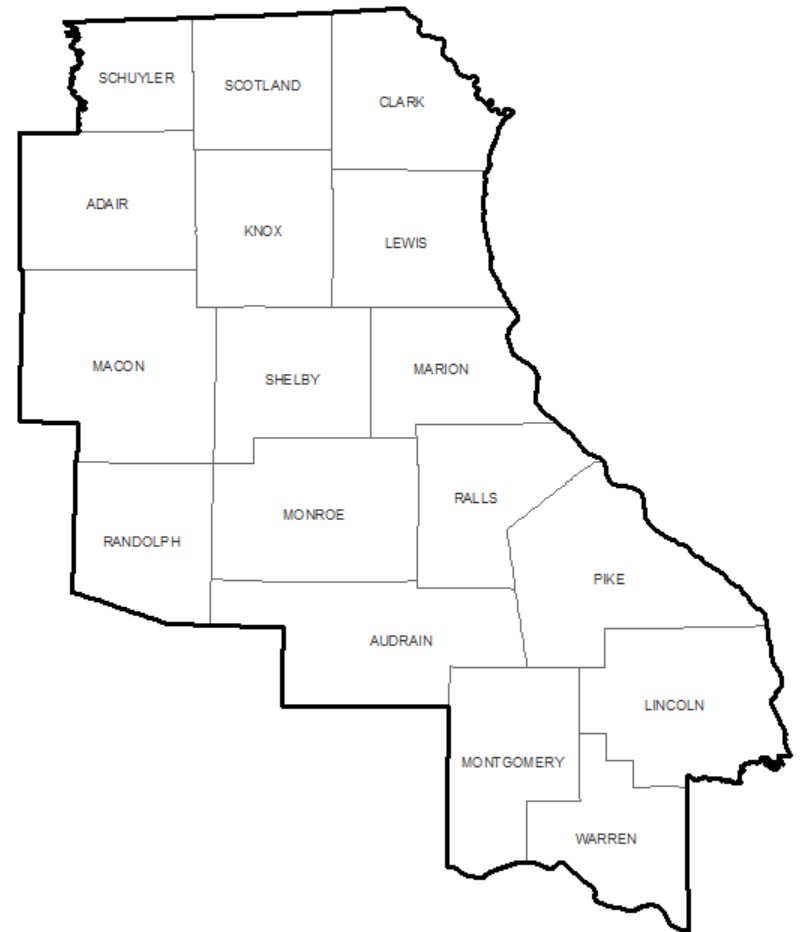 SCHUYLER
SCOTLAND
CLARK
ADAIR
KNOX
LEWIS
MACON
SHELBY
MARION
RANDOLPH
MONROE
RALLS
PIKE
AUDRAIN
LINCOLN
MONTGOMERY
WARREN